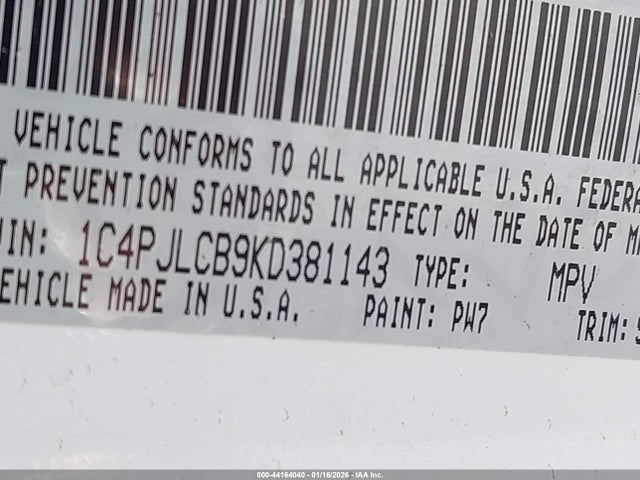 VEHICLE CONFORMS TO ALL APPLICABLE U.S.A. FEDERA
T PREVENTION STANDARDS IN EFFECT ON THE DATE OF M
VIN: 1C4PJLCB9KD381143 TYPE: MPV
EHICLE MADE IN U.S.A. PAINT: PW7 TRIM:
000-44164040 - 01/16/2026 - IAA Inc.